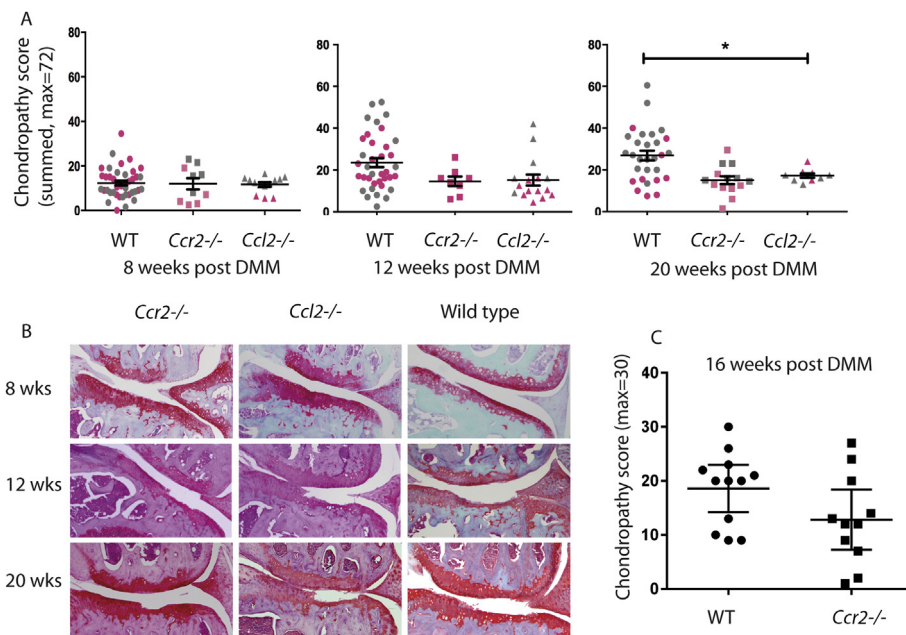 A
Chondropathy score
(summed, max=72)
80
60
40
20
0
WT Ccr2-/- Ccl2-/-
8 weeks post DMM
80
60
40
20
0
WT Ccr2-/- Ccl2-/-
12 weeks post DMM
80
60
40
20
0
*
WT Ccr2-/- Ccl2-/-
20 weeks post DMM
B
Ccr2-/- Ccl2-/- Wild type
8 wks
12 wks
20 wks
C
16 weeks post DMM
Chondropathy score (max=30)
40
30
20
10
0
WT Ccr2-/-